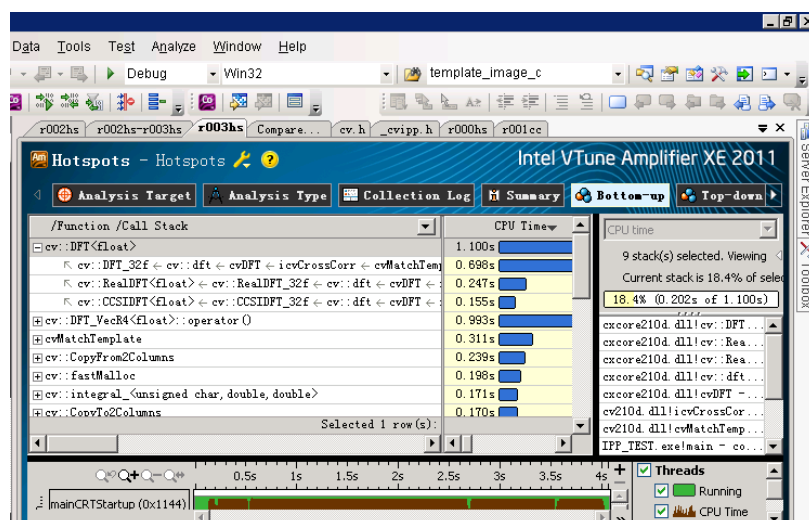 Data Tools Test Analyze Window Help
Debug Win32 template_image_c
r002hs r002hs-r003hs r003hs Compare... cv.h _cvipp.h r000hs r001cc
Server Explorer
Toolbox
Hotspots - Hotspots Intel VTune Amplifier XE 2011
Analysis Target Analysis Type Collection Log Summary Bottom-up Top-down
/Function /Call Stack CPU Time CPU time
cv::DFT<float> 1.100s
9 stack(s) selected. Viewing
cv::DFT_32f ← cv::dft ← cvDFT ← icvCrossCorr ← cvMatchTemp 0.698s
Current stack is 18.4% of selec
cv::RealDFT<float> ← cv::RealDFT_32f ← cv::dft ← cvDFT ← 0.247s
cv::CCSIDFT<float> ← cv::CCSIDFT_32f ← cv::dft ← cvDFT ← 0.155s
18.4% (0.202s of 1.100s)
cv::DFT_VecR4<float>::operator() 0.993s
cvMatchTemplate 0.311s
cv::CopyFrom2Columns 0.239s
cv::fastMalloc 0.198s
cv::integral_<unsigned char, double, double> 0.171s
cv::CopyTo2Columns 0.170s
Selected 1 row(s):
cxcore210d.dll!cv::DFT...
cxcore210d.dll!cv::Rea...
cxcore210d.dll!cv::Rea...
cxcore210d.dll!cv::dft...
cxcore210d.dll!cvDFT -...
cv210d.dll!icvCrossCor...
cv210d.dll!cvMatchTemp...
IPP_TEST.exe!main - co...
0.5s 1s 1.5s 2s 2.5s 3s 3.5s 4s
mainCRTStartup (0x1144)
Threads
Running
CPU Time